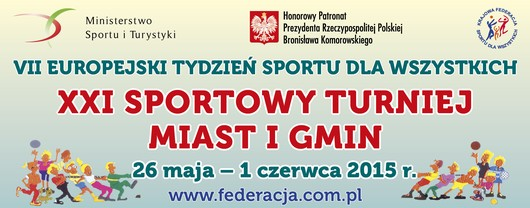 Ministerstwo
Sportu i Turystyki
Honorowy Patronat
Prezydenta Rzeczypospolitej Polskiej
Bronisława Komorowskiego
KRAJOWA FEDERACJA
SPORTU DLA WSZYSTKICH
VII EUROPEJSKI TYDZIEŃ SPORTU DLA WSZYSTKICH
XXI SPORTOWY TURNIEJ
MIAST I GMIN
26 maja – 1 czerwca 2015 r.
www.federacja.com.pl